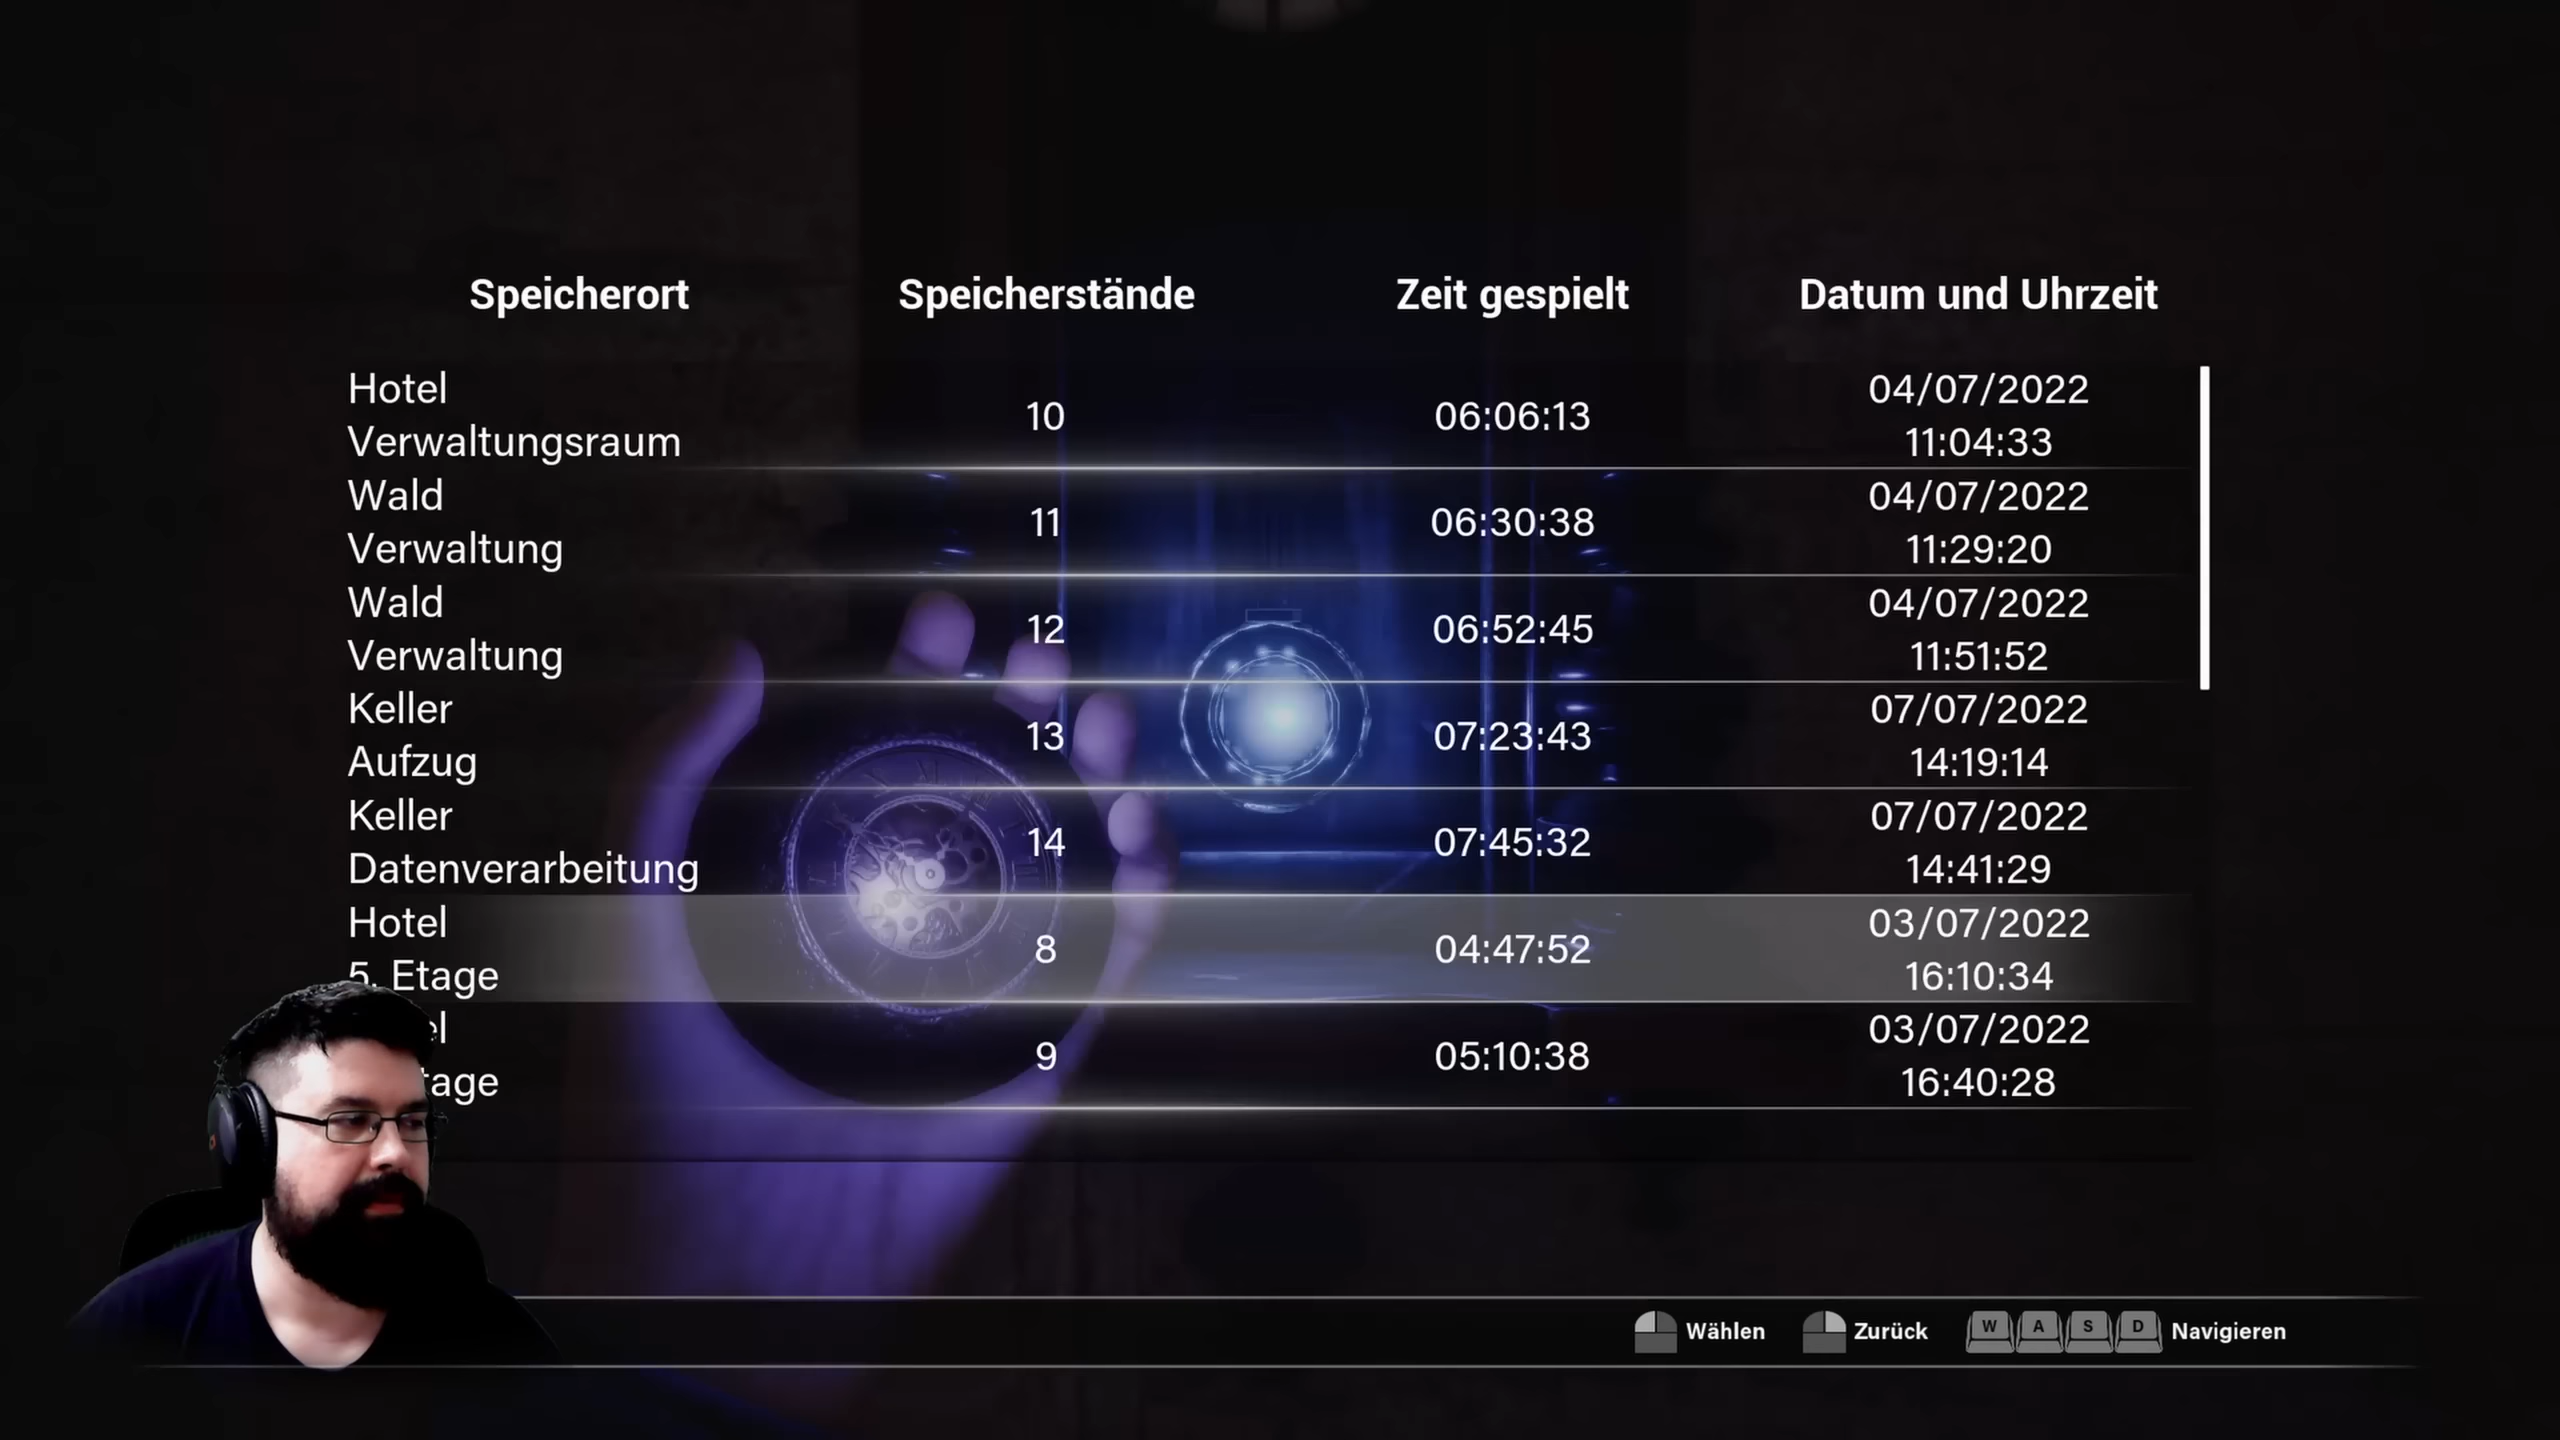 Speicherort Speicherstände Zeit gespielt Datum und Uhrzeit
Hotel
Verwaltungsraum
10 06:06:13
04/07/2022
11:04:33
Wald
Verwaltung
11 06:30:38
04/07/2022
11:29:20
Wald
Verwaltung
12 06:52:45
04/07/2022
11:51:52
Keller
Aufzug
13 07:23:43
07/07/2022
14:19:14
Keller
Datenverarbeitung
14 07:45:32
07/07/2022
14:41:29
Hotel
5. Etage
8 04:47:52
03/07/2022
16:10:34
9 05:10:38
03/07/2022
16:40:28
Wählen Zurück W A S D Navigieren